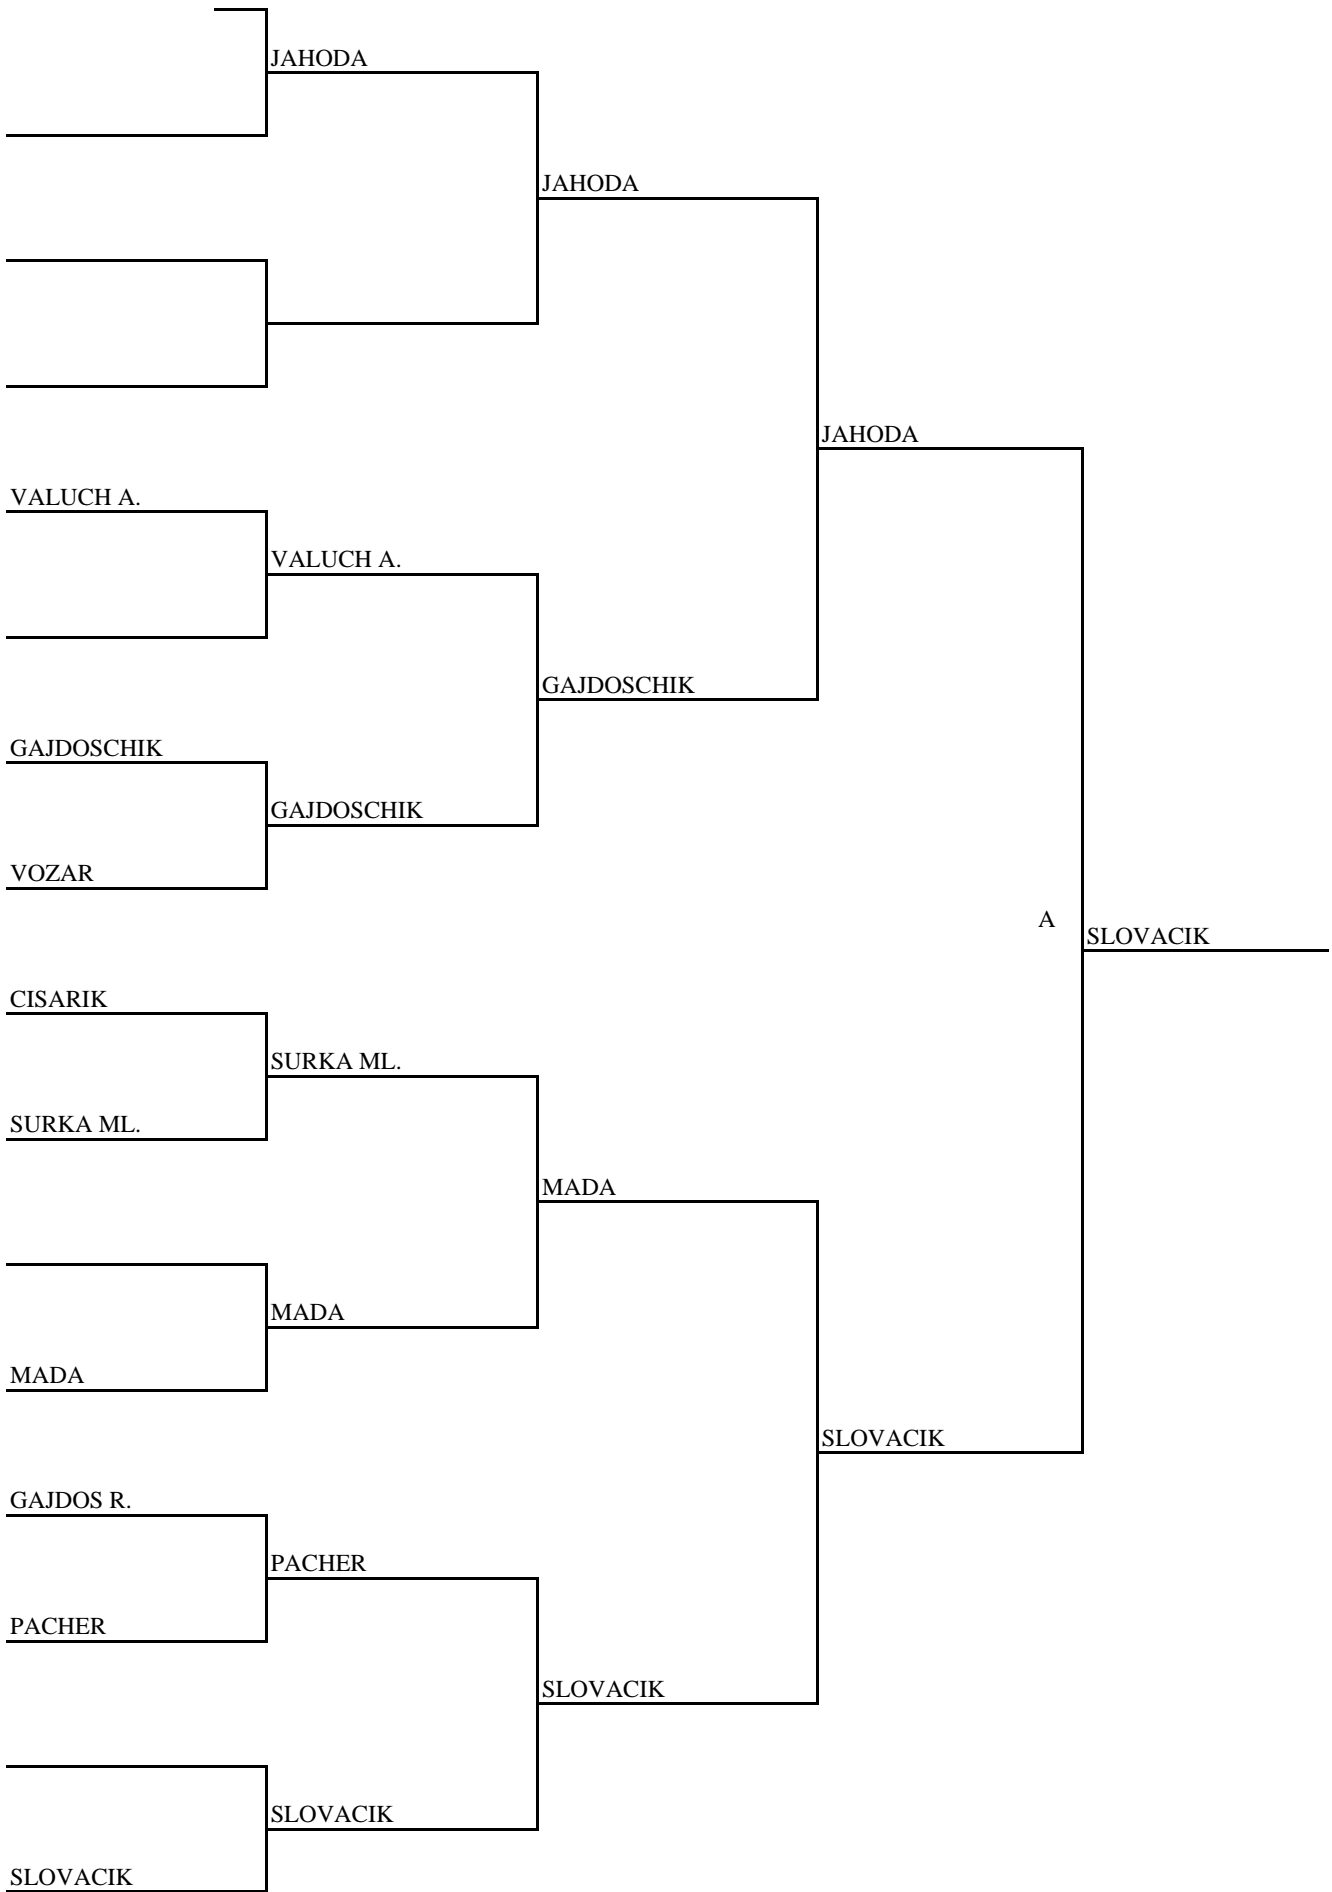 JAHODA
JAHODA
JAHODA
VALUCH A.
VALUCH A.
GAJDOSCHIK
GAJDOSCHIK
GAJDOSCHIK
VOZAR
A
SLOVACIK
CISARIK
SURKA ML.
SURKA ML.
MADA
MADA
MADA
SLOVACIK
GAJDOS R.
PACHER
PACHER
SLOVACIK
SLOVACIK
SLOVACIK